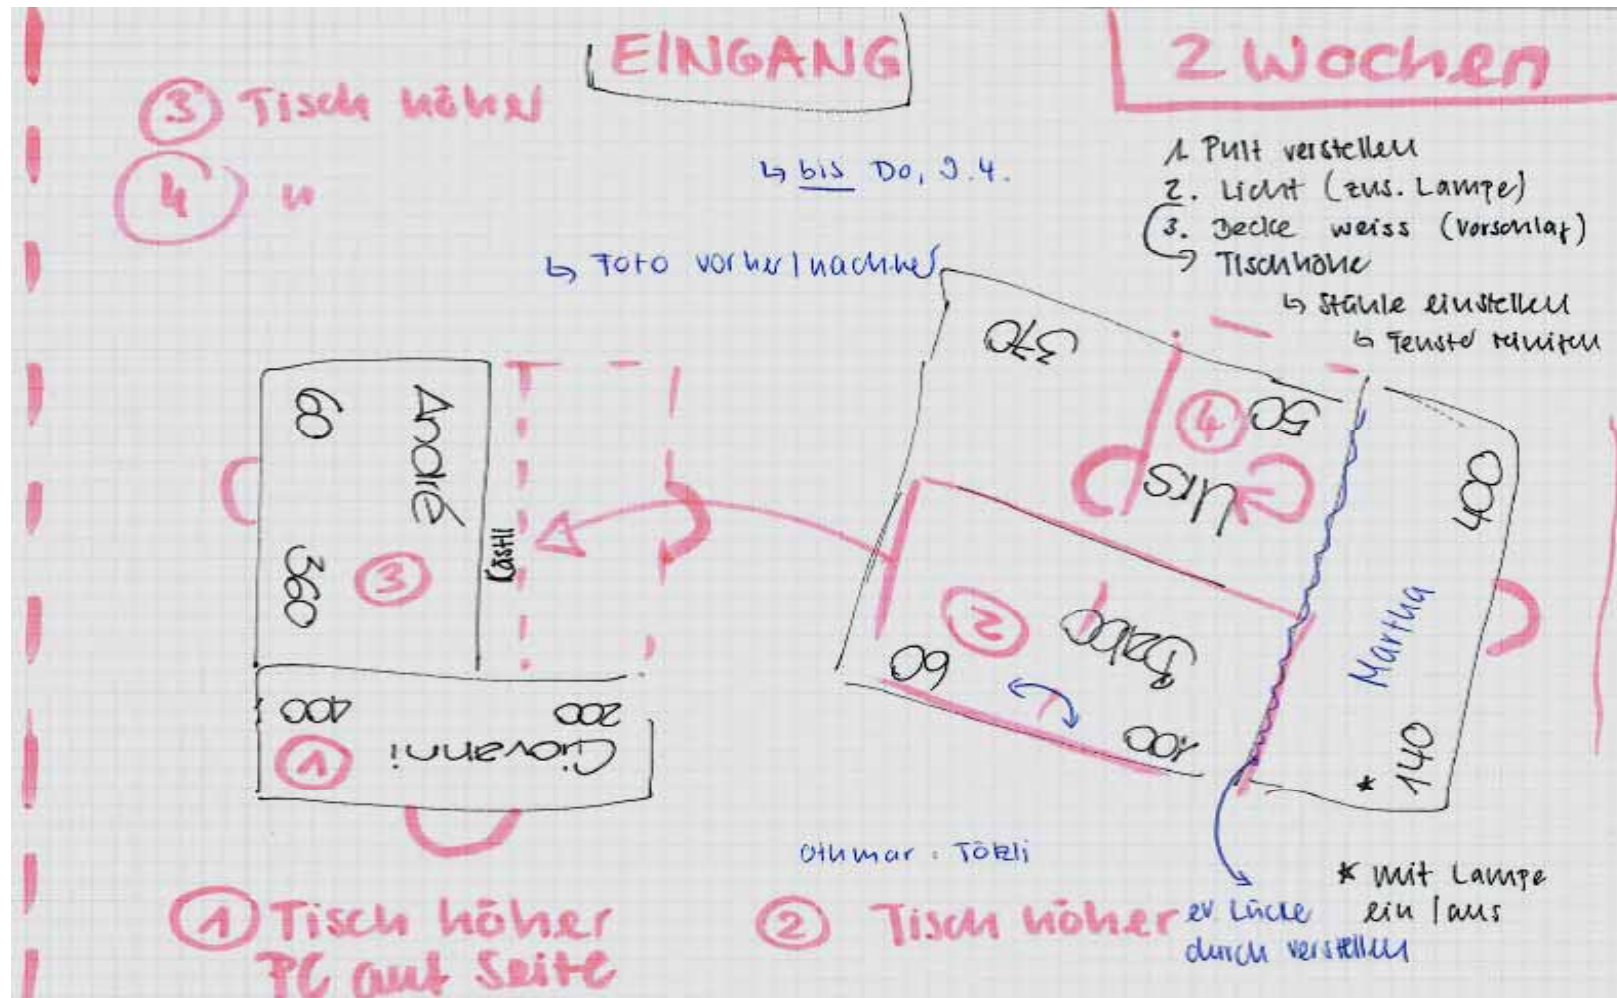 EINGANG
2 Wochen
③ Tisch höher
④ "
↳ bis Do, 9.4.
1. Pult verstellen
2. Licht (zus. Lampe)
3. Decke weiss (Vorschlag)
Tischhöhe
↳ Stühle einstellen
↳ Fenster reinigen
↳ Foto vorher/nachher
60
André
360
③
Kästli
400
200
① Giovanni
370
50
④
Urs
②
60
100
400
Martha
* 140
Othmar:
* mit Lampe
ein/aus
ev Lücke
durch verstellen
① Tisch höher
PC auf Seite
② Tisch höher